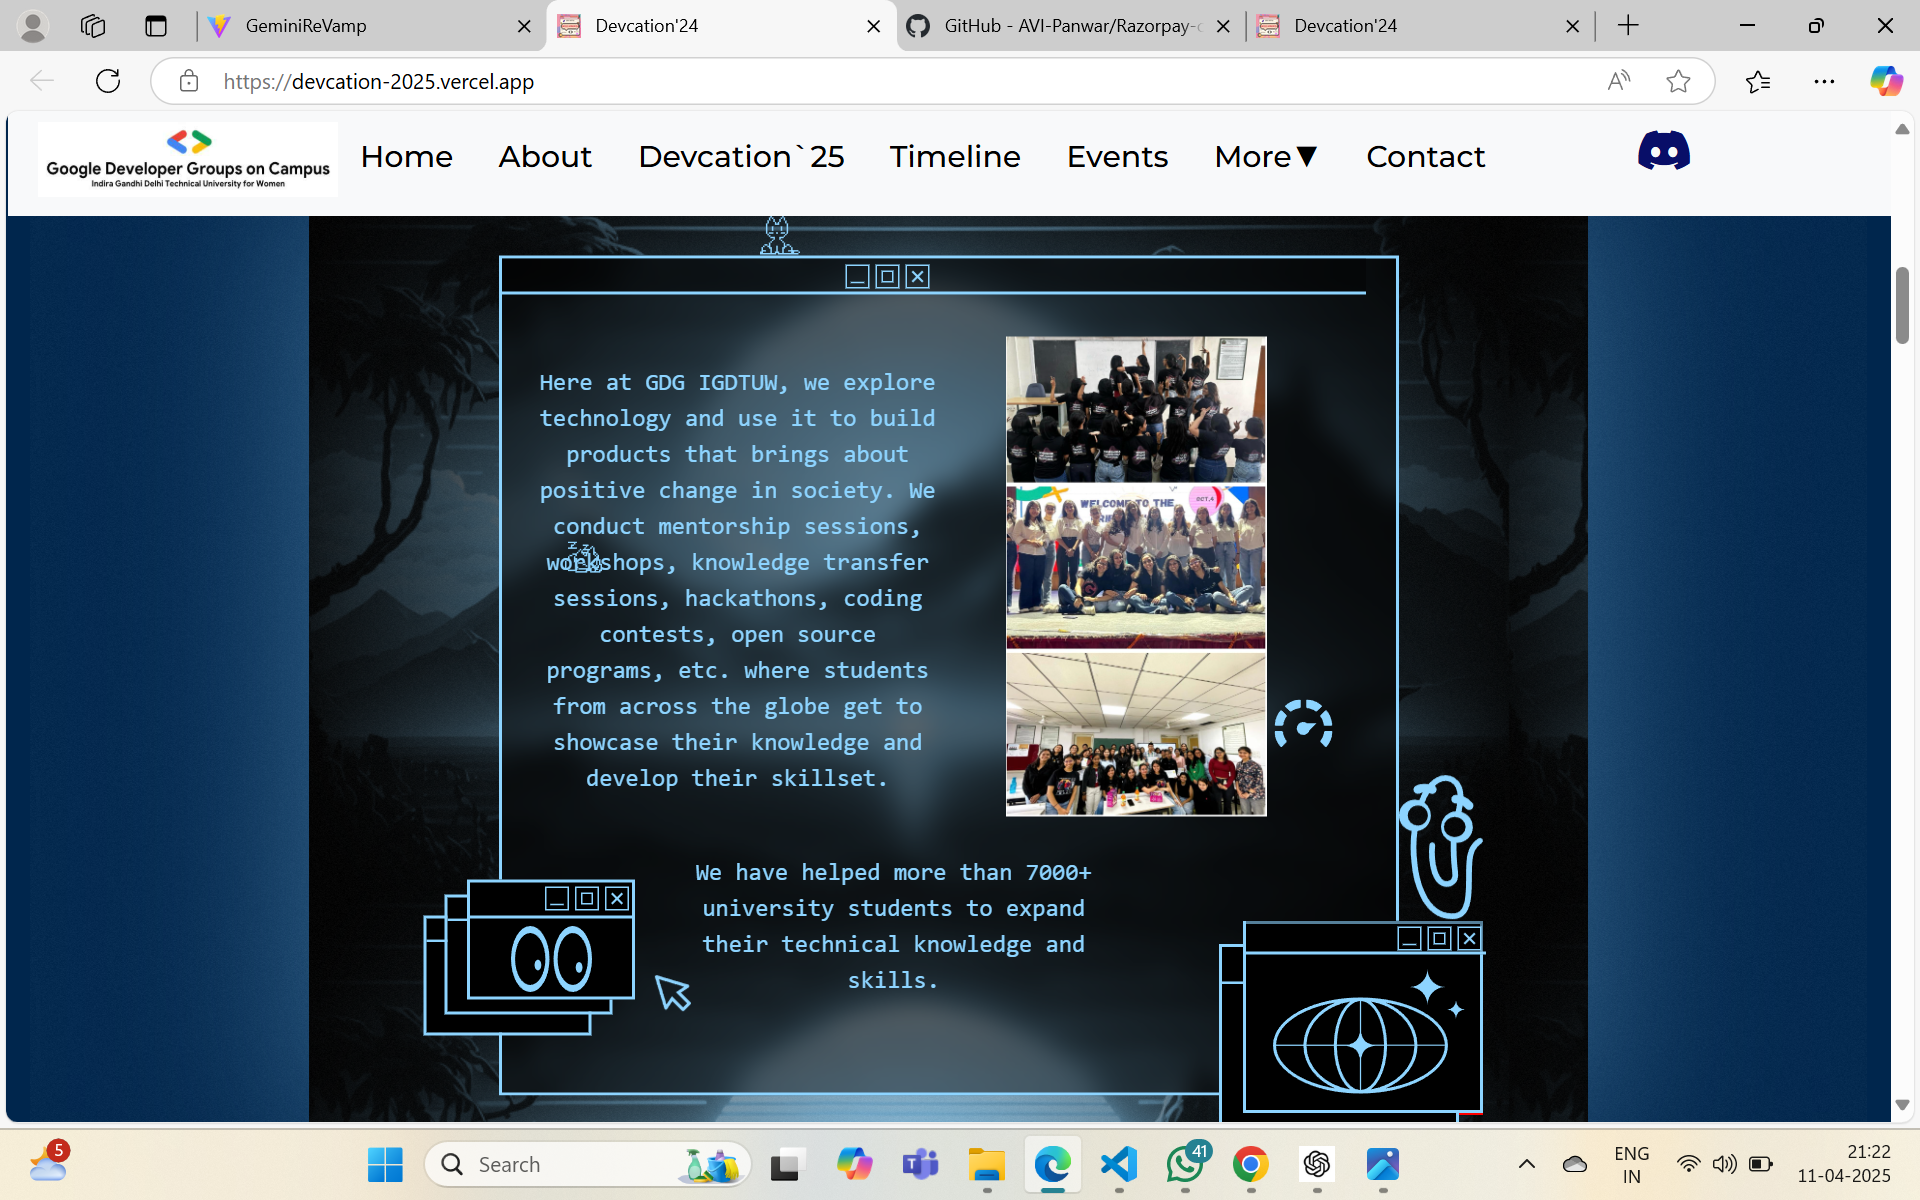 GeminiReVamp
Devcation'24
GitHub - AVI-Panwar/Razorpay-c
Devcation'24
https://devcation-2025.vercel.app
Google Developer Groups on Campus
Indira Gandhi Delhi Technical University for Women
Home
About
Devcation`25
Timeline
Events
More▼
Contact
Here at GDG IGDTUW, we explore
technology and use it to build
products that brings about
positive change in society. We
conduct mentorship sessions,
workshops, knowledge transfer
sessions, hackathons, coding
contests, open source
programs, etc. where students
from across the globe get to
showcase their knowledge and
develop their skillset.
WELCOME TO THE
We have helped more than 7000+
university students to expand
their technical knowledge and
skills.
5
Search
41
ENG
IN
21:22
11-04-2025